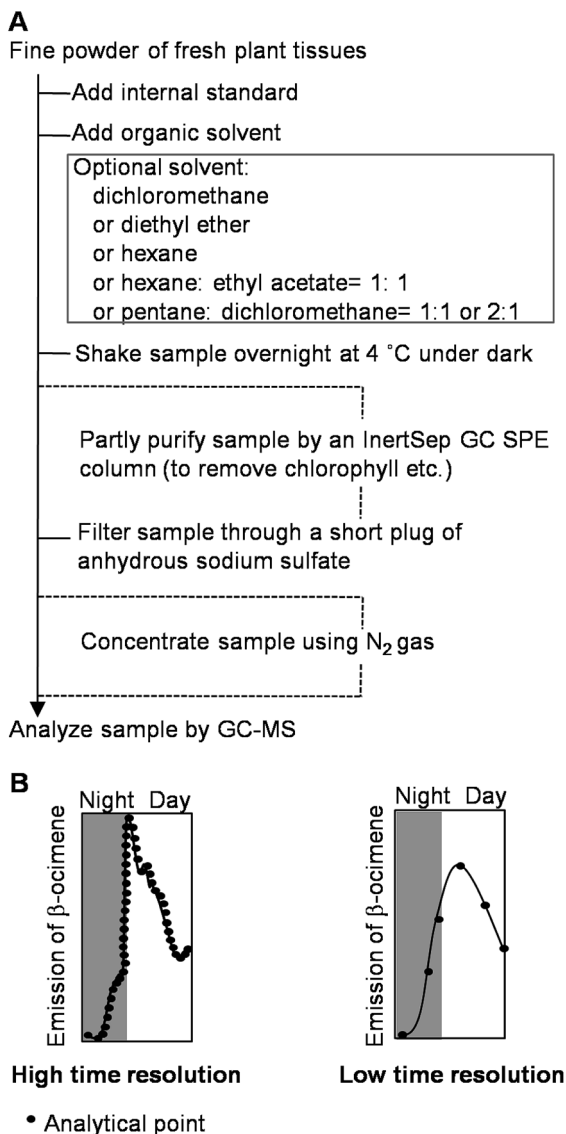 A
Fine powder of fresh plant tissues
Add internal standard
Add organic solvent
Optional solvent:
dichloromethane
or diethyl ether
or hexane
or hexane: ethyl acetate= 1: 1
or pentane: dichloromethane= 1:1 or 2:1
Shake sample overnight at 4 ˚C under dark
Partly purify sample by an InertSep GC SPE
column (to remove chlorophyll etc.)
Filter sample through a short plug of
anhydrous sodium sulfate
Concentrate sample using N₂ gas
Analyze sample by GC-MS
B
Night Day
Emission of β-ocimene
High time resolution
Night Day
Emission of β-ocimene
Low time resolution
Analytical point